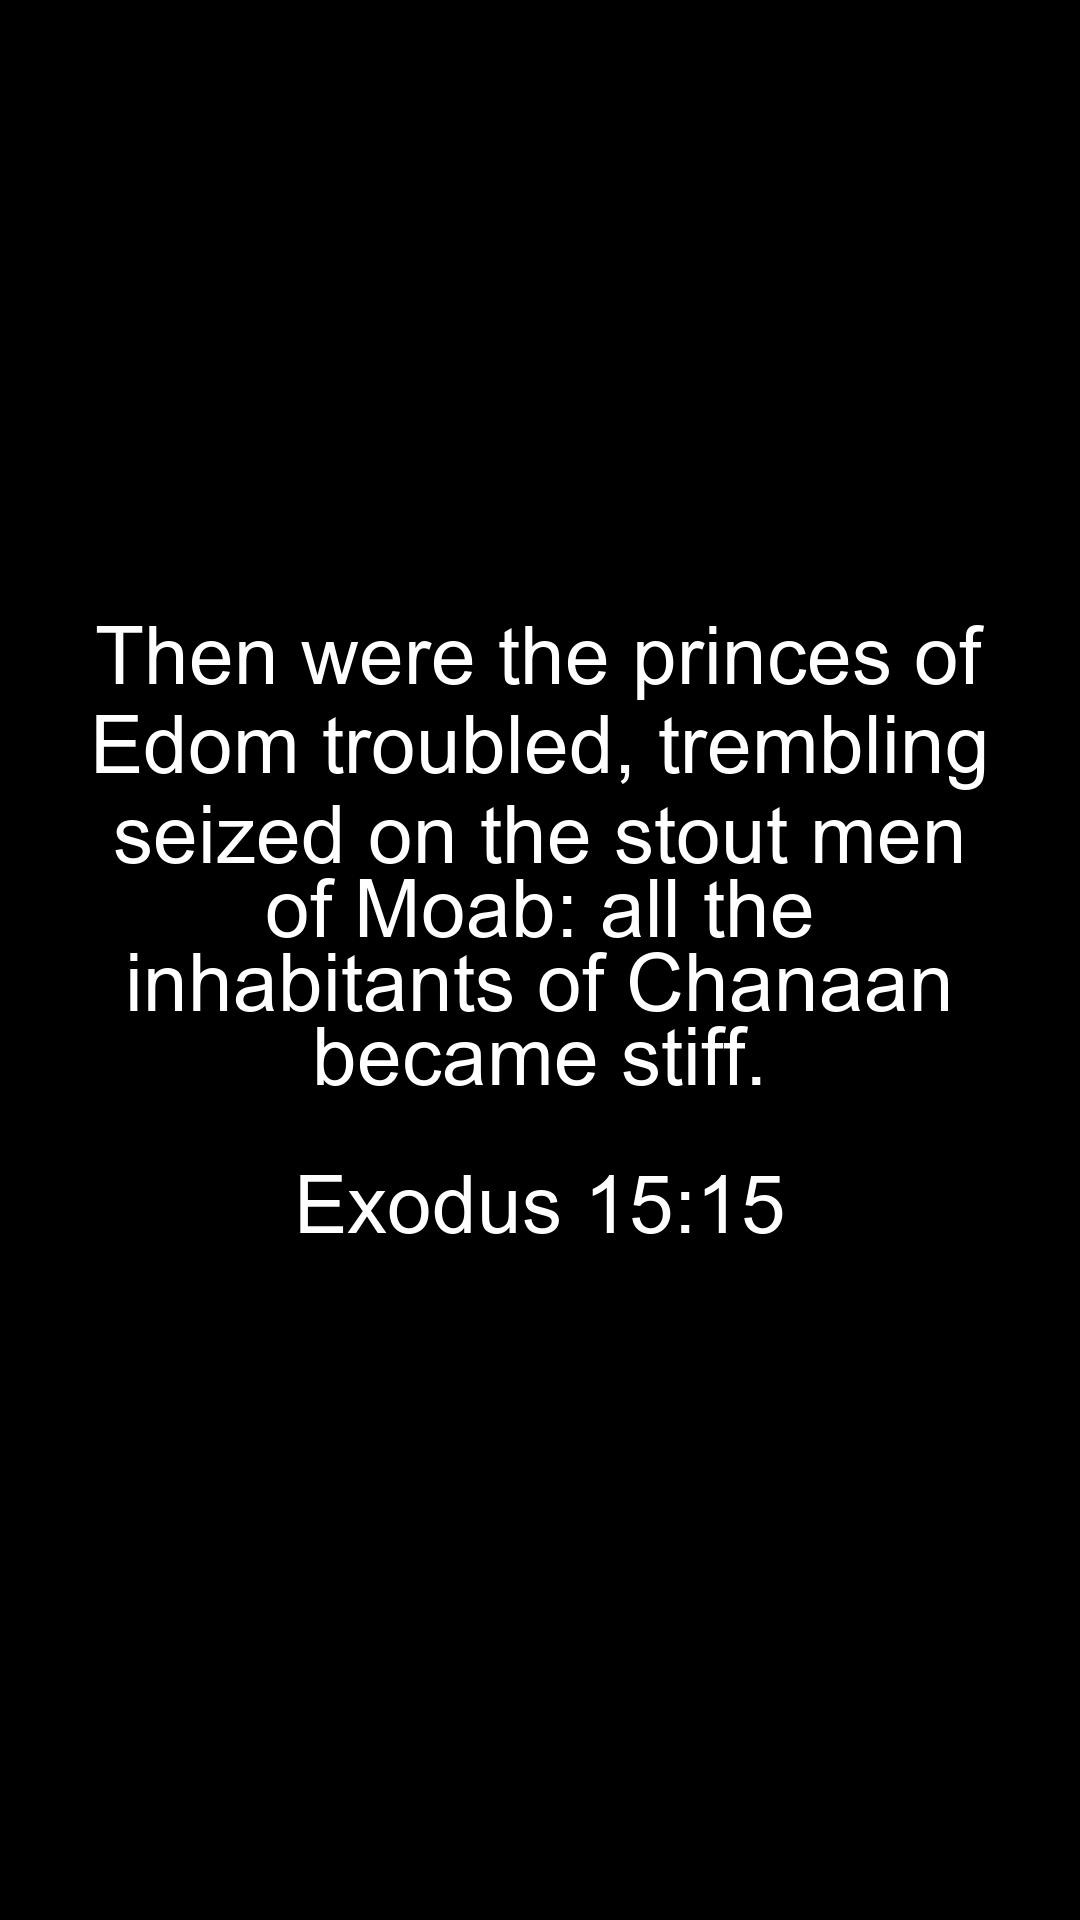 Then were the princes of
Edom troubled, trembling
seized on the stout men
of Moab: all the
inhabitants of Chanaan
became stiff.
Exodus 15:15